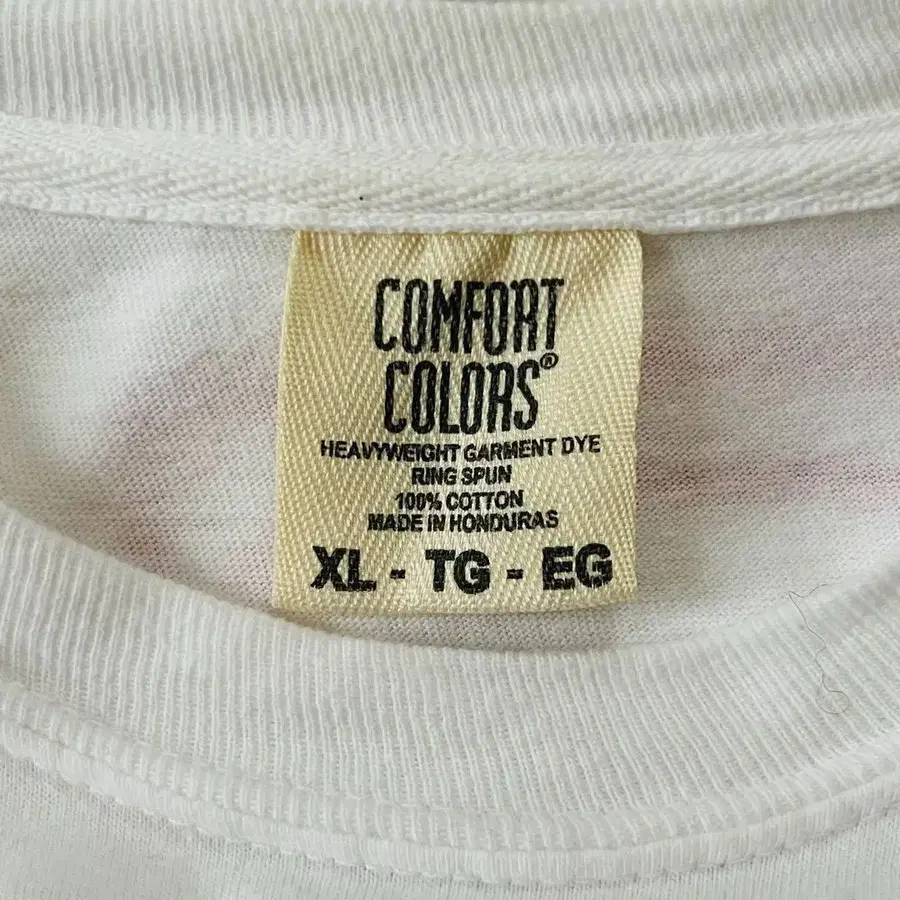 COMFORT
COLORS®
HEAVYWEIGHT GARMENT DYE
RING SPUN
100% COTTON
MADE IN HONDURAS
XL - TG - EG